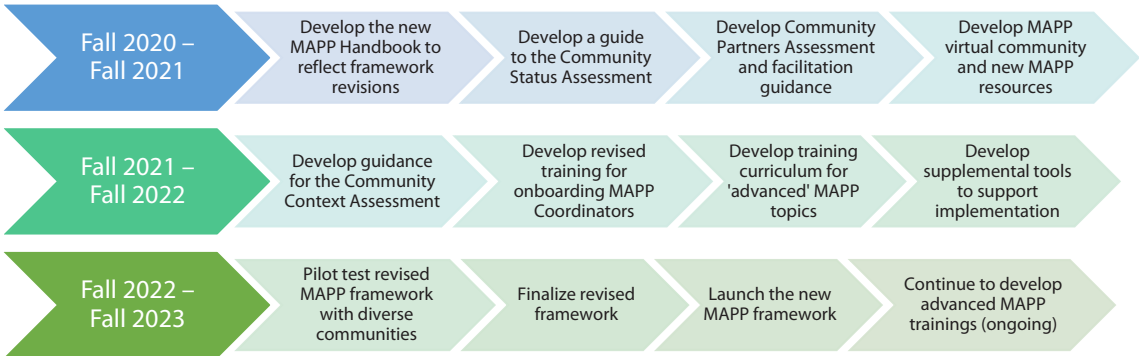 Fall 2020 –
Fall 2021
Develop the new
MAPP Handbook to
reflect framework
revisions
Develop a guide
to the Community
Status Assessment
Develop Community
Partners Assessment
and facilitation
guidance
Develop MAPP
virtual community
and new MAPP
resources
Fall 2021 –
Fall 2022
Develop guidance
for the Community
Context Assessment
Develop revised
training for
onboarding MAPP
Coordinators
Develop training
curriculum for
'advanced' MAPP
topics
Develop
supplemental tools
to support
implementation
Fall 2022 –
Fall 2023
Pilot test revised
MAPP framework
with diverse
communities
Finalize revised
framework
Launch the new
MAPP framework
Continue to develop
advanced MAPP
trainings (ongoing)